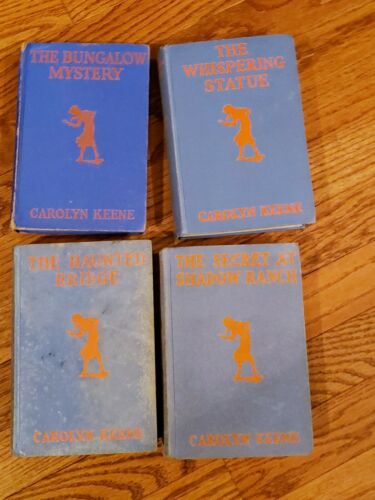 THE BUNGALOW
MYSTERY
CAROLYN KEENE
THE
WHISPERING
STATUE
CAROLYN KEENE
THE HAUNTED
BRIDGE
CAROLYN KEENE
THE SECRET AT
SHADOW RANCH
CAROLYN KEENE